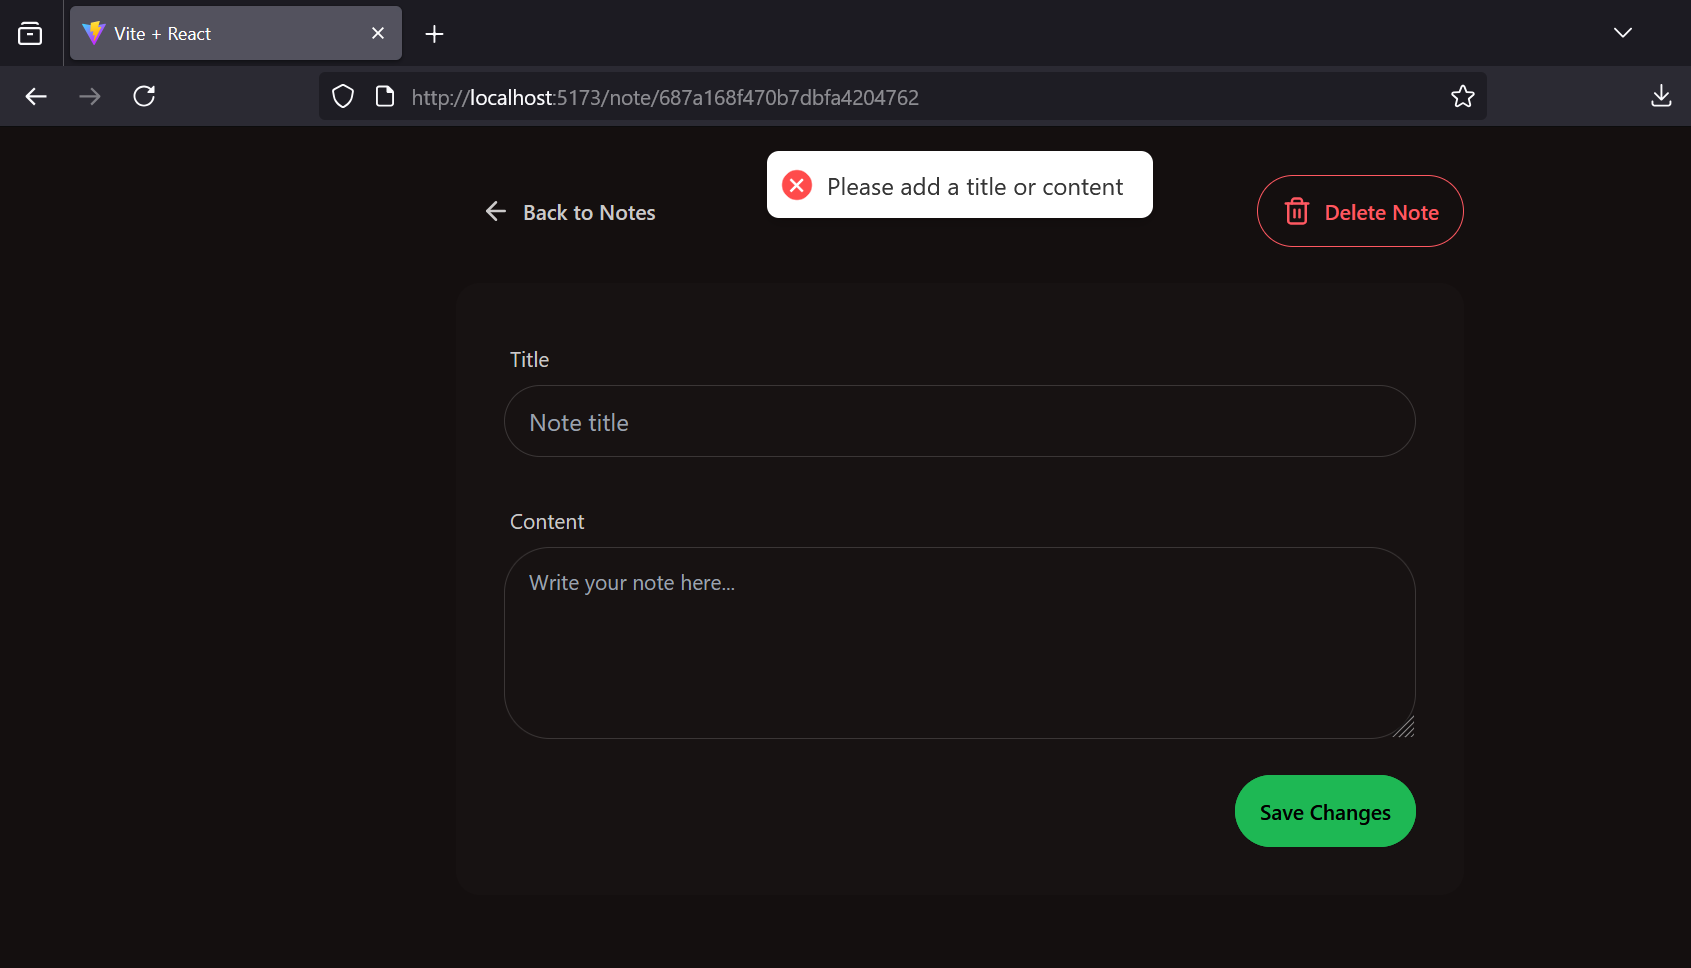 Vite + React
http://localhost:5173/note/687a168f470b7dbfa4204762
Please add a title or content
Back to Notes
Delete Note
Title
Note title
Content
Write your note here...
Save Changes